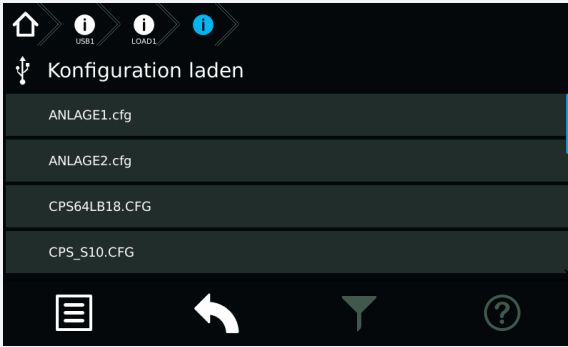 USB1 LOAD1
Konfiguration laden
ANLAGE1.cfg
ANLAGE2.cfg
CPS64LB18.CFG
CPS_S10.CFG